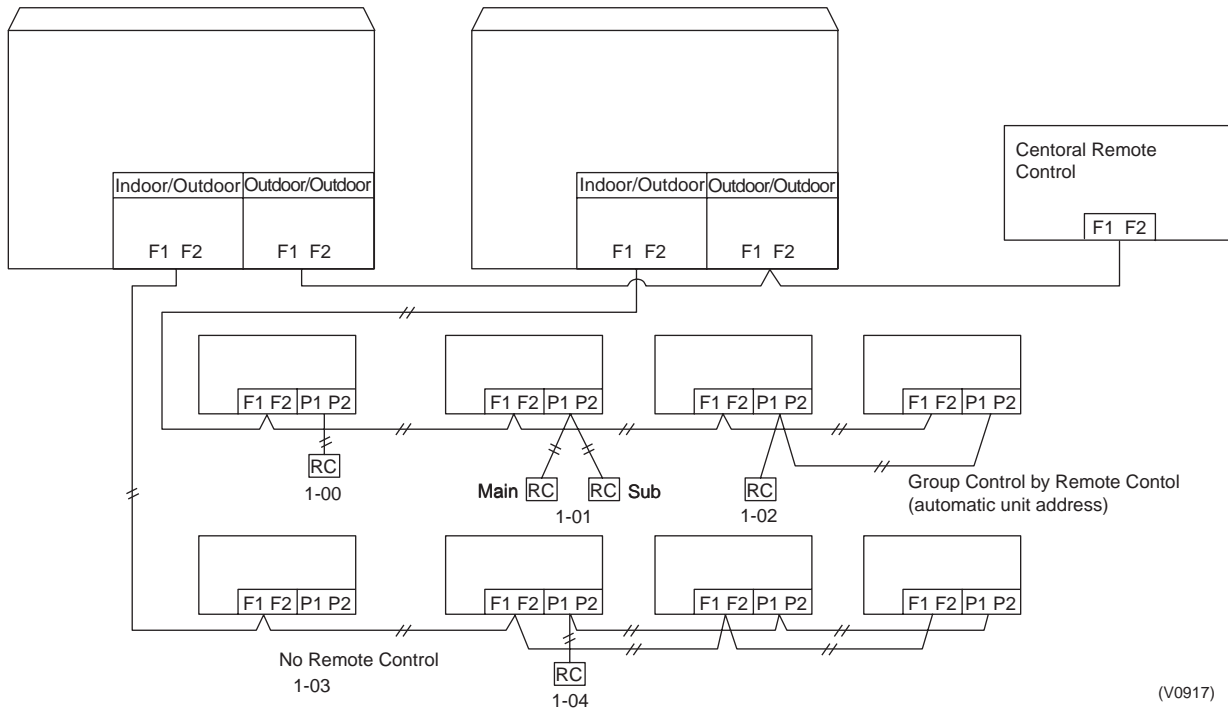 Indoor/Outdoor Outdoor/Outdoor
F1 F2 F1 F2
Indoor/Outdoor Outdoor/Outdoor
F1 F2 F1 F2
Centoral Remote
Control
F1 F2
F1 F2 P1 P2
F1 F2 P1 P2
F1 F2 P1 P2
F1 F2 P1 P2
RC
1-00
Main RC RC Sub
1-01
RC
1-02
Group Control by Remote Contol
(automatic unit address)
F1 F2 P1 P2
F1 F2 P1 P2
F1 F2 P1 P2
F1 F2 P1 P2
No Remote Control
1-03
RC
1-04
(V0917)